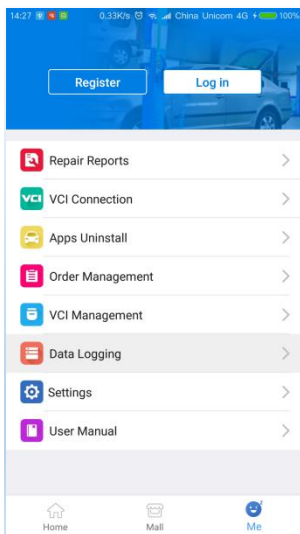 14:27 0.33K/s China Unicom 4G 100%
Register Log in
Repair Reports
VCI VCI Connection
Apps Uninstall
Order Management
VCI Management
Data Logging
Settings
User Manual
Home Mall Me